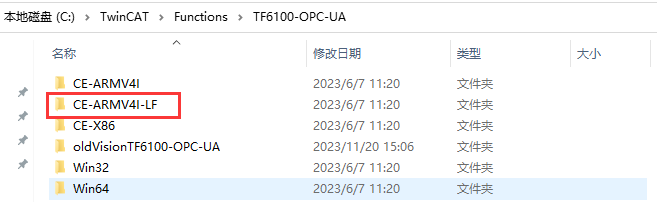 本地磁盘 (C:) > TwinCAT > Functions > TF6100-OPC-UA
名称 修改日期 类型 大小
CE-ARMV4I 2023/6/7 11:20 文件夹
CE-ARMV4I-LF 2023/6/7 11:20 文件夹
CE-X86 2023/6/7 11:20 文件夹
oldVisionTF6100-OPC-UA 2023/11/20 15:06 文件夹
Win32 2023/6/7 11:20 文件夹
Win64 2023/6/7 11:20 文件夹